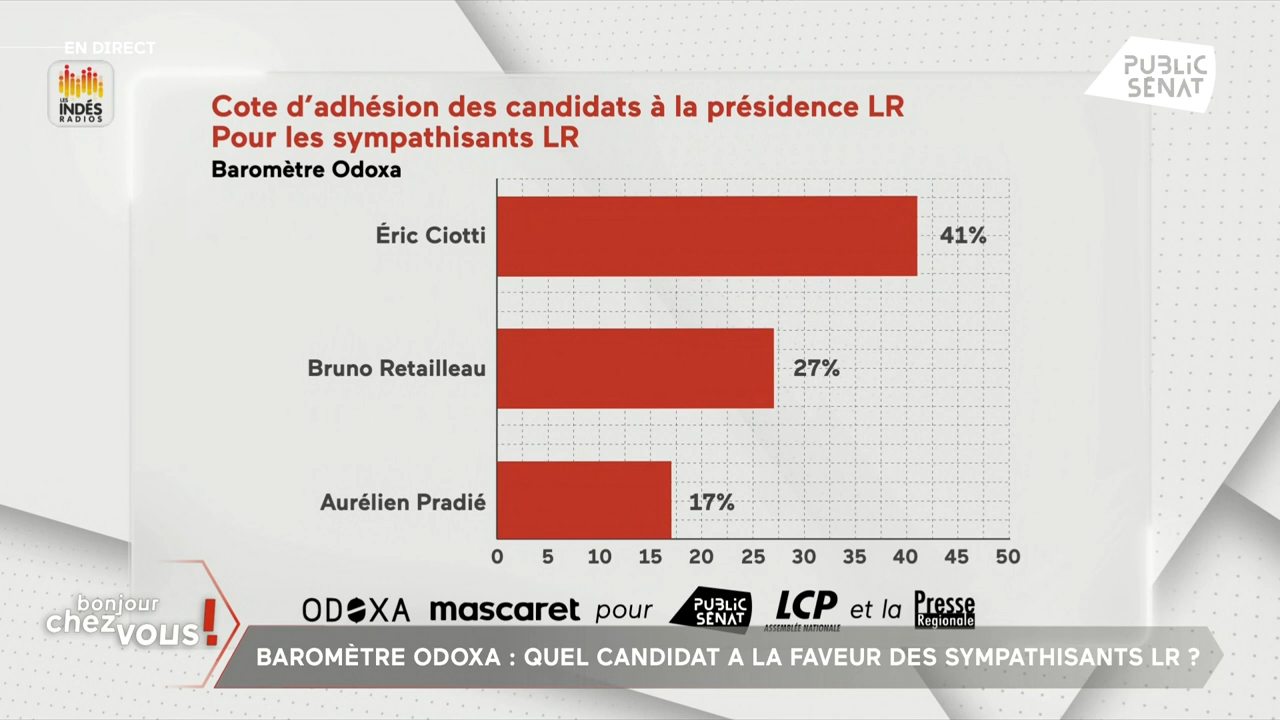 EN DIRECT
LES
INDÉS
RADIOS
PUBLIC
SÉNAT
Cote d'adhésion des candidats à la présidence LR
Pour les sympathisants LR
Baromètre Odoxa
Éric Ciotti 41%
Bruno Retailleau 27%
Aurélien Pradié 17%
0 5 10 15 20 25 30 35 40 45 50
ODOXA mascaret pour PUBLIC SÉNAT LCP ASSEMBLÉE NATIONALE et la Presse Regionale
bonjour
chez vous !
BAROMÈTRE ODOXA : QUEL CANDIDAT A LA FAVEUR DES SYMPATHISANTS LR ?